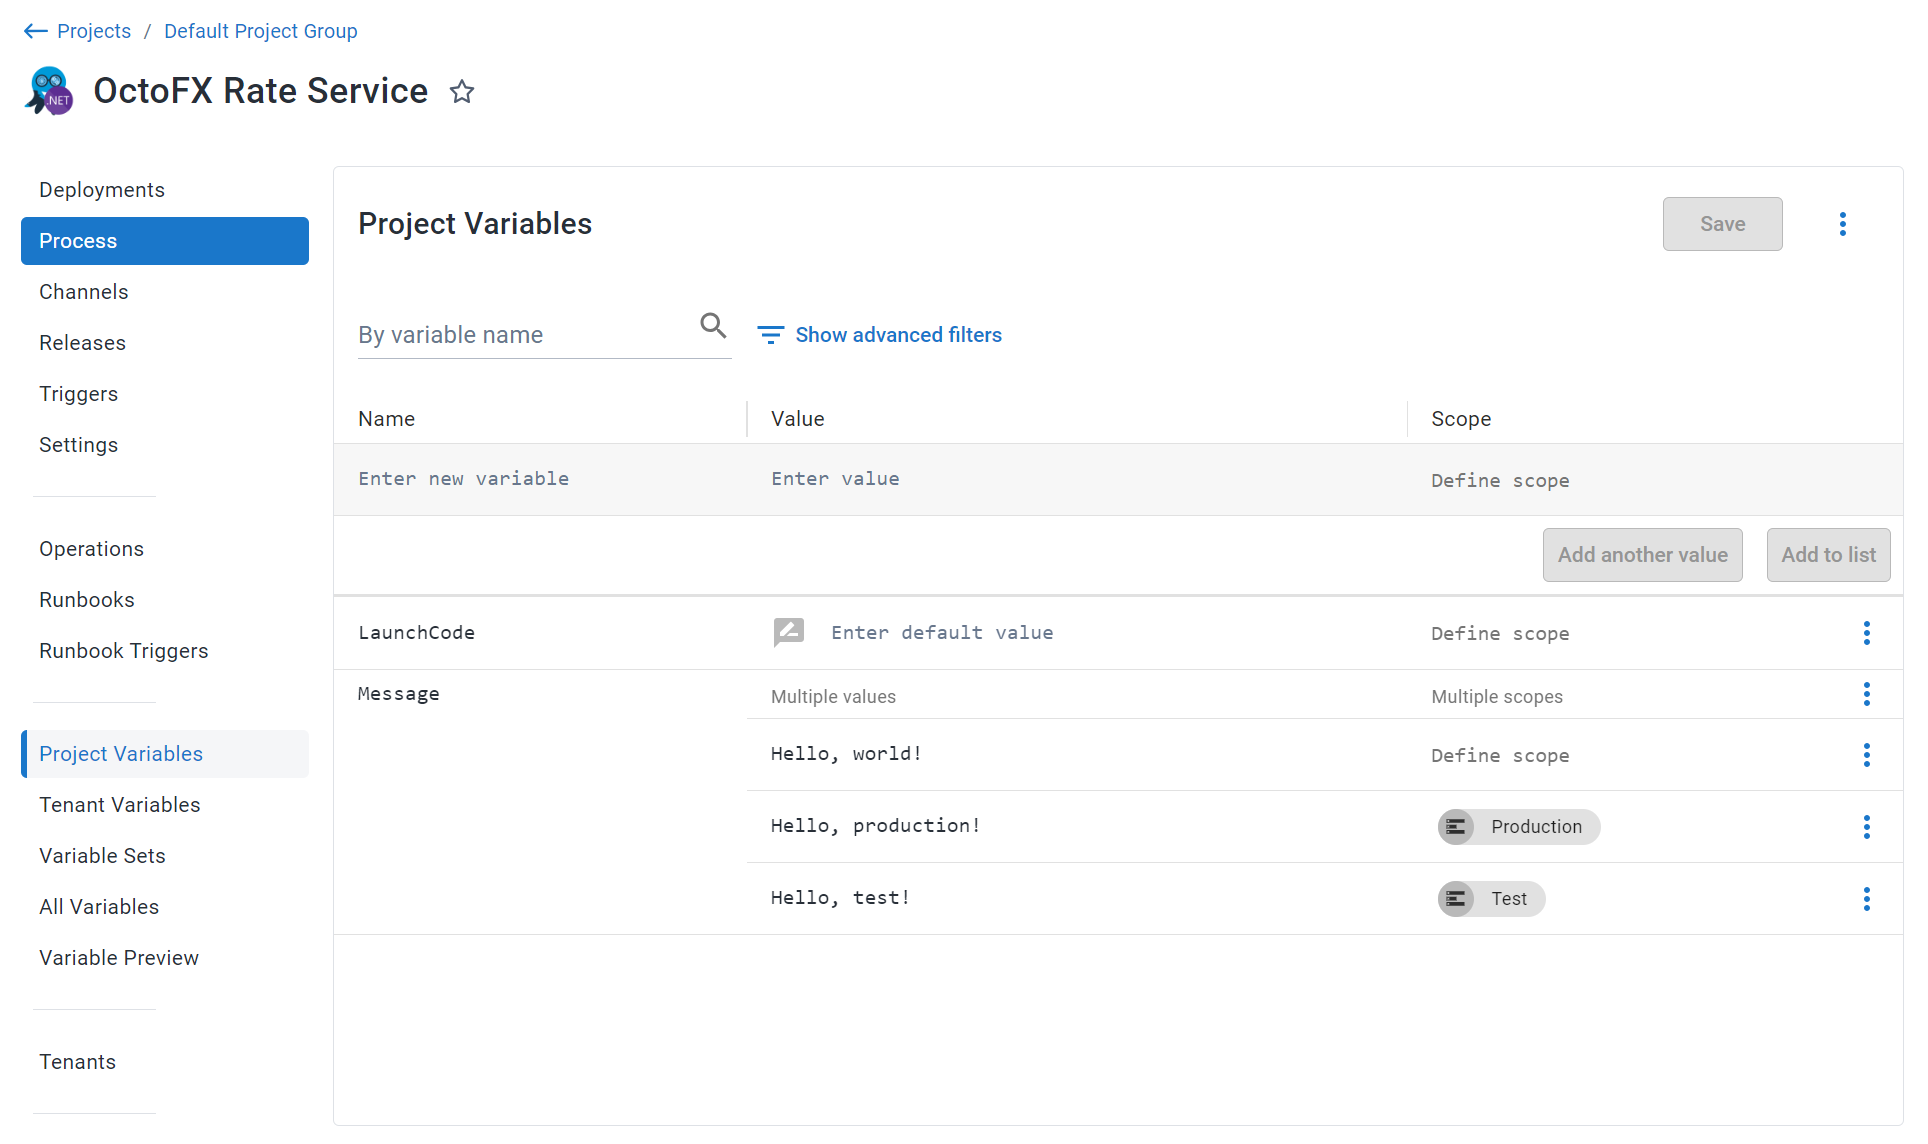 Projects / Default Project Group
.NET
OctoFX Rate Service
Deployments
Process
Channels
Releases
Triggers
Settings
Operations
Runbooks
Runbook Triggers
Project Variables
Tenant Variables
Variable Sets
All Variables
Variable Preview
Tenants
Project Variables
Save
By variable name
Show advanced filters
Name Value Scope
Enter new variable Enter value Define scope
Add another value Add to list
LaunchCode Enter default value Define scope
Message Multiple values Multiple scopes
Hello, world! Define scope
Hello, production! Production
Hello, test! Test